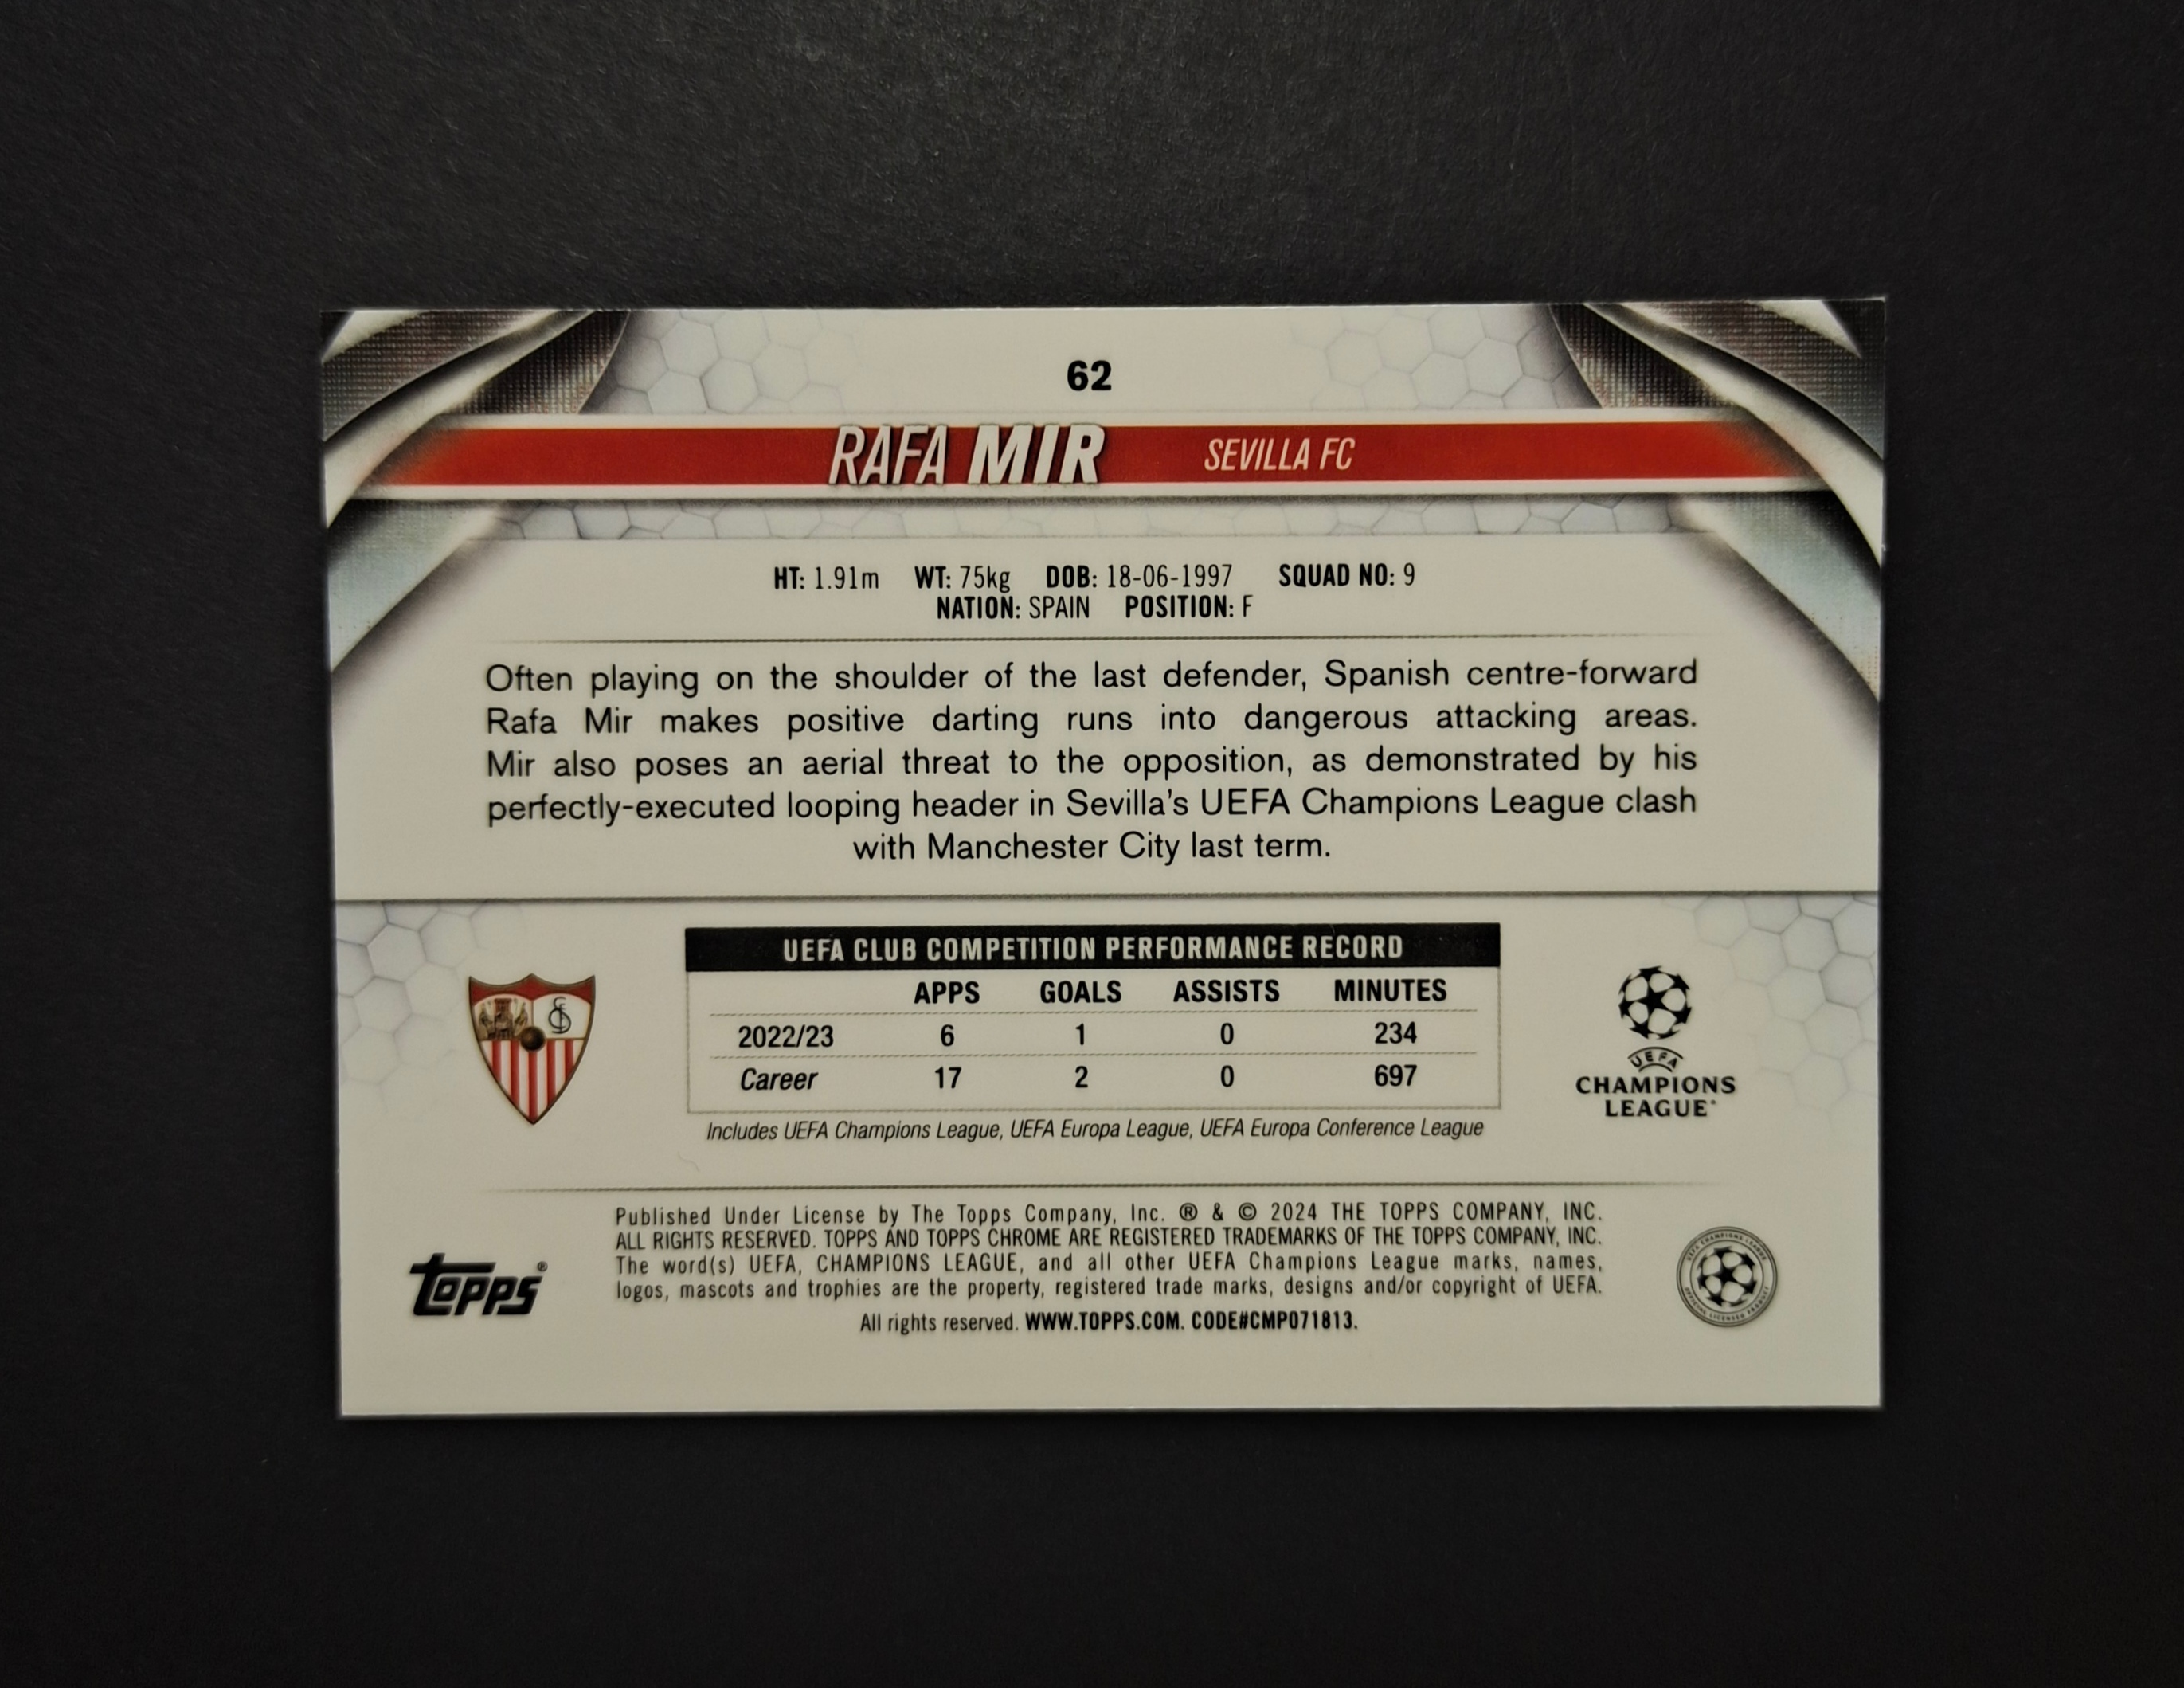 62
RAFA MIR SEVILLA FC
HT: 1.91m WT: 75kg DOB: 18-06-1997 SQUAD NO: 9
NATION: SPAIN POSITION: F
Often playing on the shoulder of the last defender, Spanish centre-forward
Rafa Mir makes positive darting runs into dangerous attacking areas.
Mir also poses an aerial threat to the opposition, as demonstrated by his
perfectly-executed looping header in Sevilla's UEFA Champions League clash
with Manchester City last term.
UEFA CLUB COMPETITION PERFORMANCE RECORD
APPS GOALS ASSISTS MINUTES
2022/23 6 1 0 234
Career 17 2 0 697
Includes UEFA Champions League, UEFA Europa League, UEFA Europa Conference League
UEFA
CHAMPIONS
LEAGUE
Published Under License by The Topps Company, Inc. ® & © 2024 THE TOPPS COMPANY, INC.
ALL RIGHTS RESERVED. TOPPS AND TOPPS CHROME ARE REGISTERED TRADEMARKS OF THE TOPPS COMPANY, INC.
The word(s) UEFA, CHAMPIONS LEAGUE, and all other UEFA Champions League marks, names,
logos, mascots and trophies are the property, registered trade marks, designs and/or copyright of UEFA.
All rights reserved. WWW.TOPPS.COM. CODE#CMP071813.
topps®
UEFA CHAMPIONS LEAGUE
OFFICIAL LICENSED PRODUCT